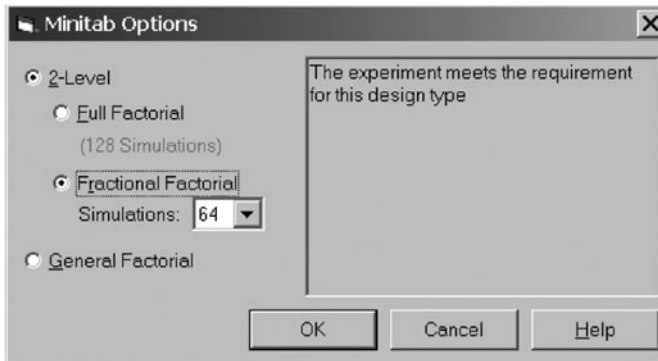 Minitab Options
2-Level
Full Factorial
(128 Simulations)
Fractional Factorial
Simulations: 64
General Factorial
The experiment meets the requirement
for this design type
OK
Cancel
Help